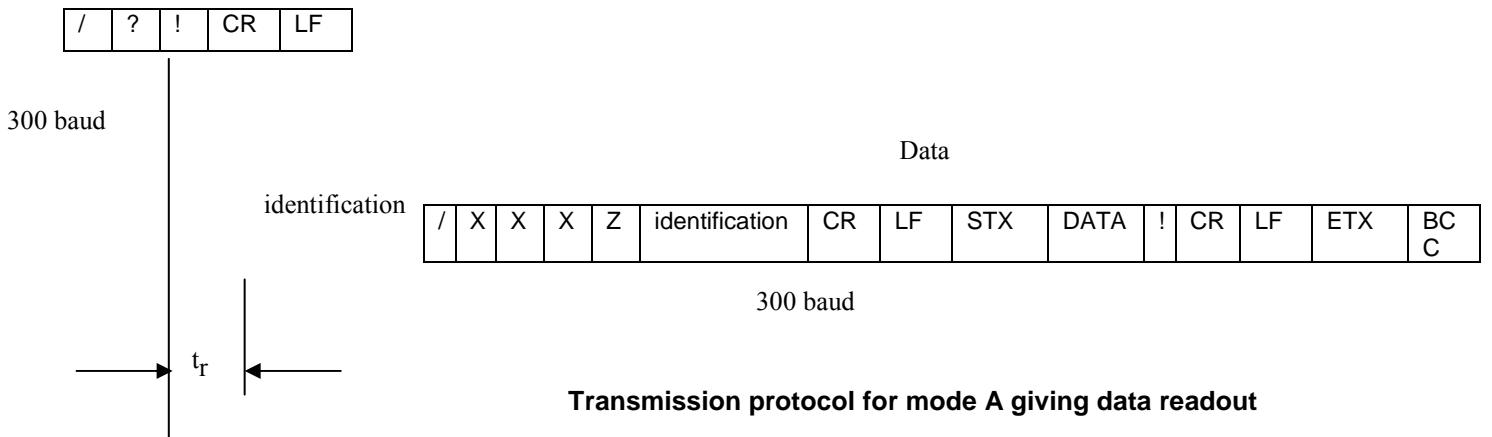 / ? ! CR LF
300 baud
Data
identification
/ X X X Z identification CR LF STX DATA ! CR LF ETX BC
C
300 baud
tr
Transmission protocol for mode A giving data readout